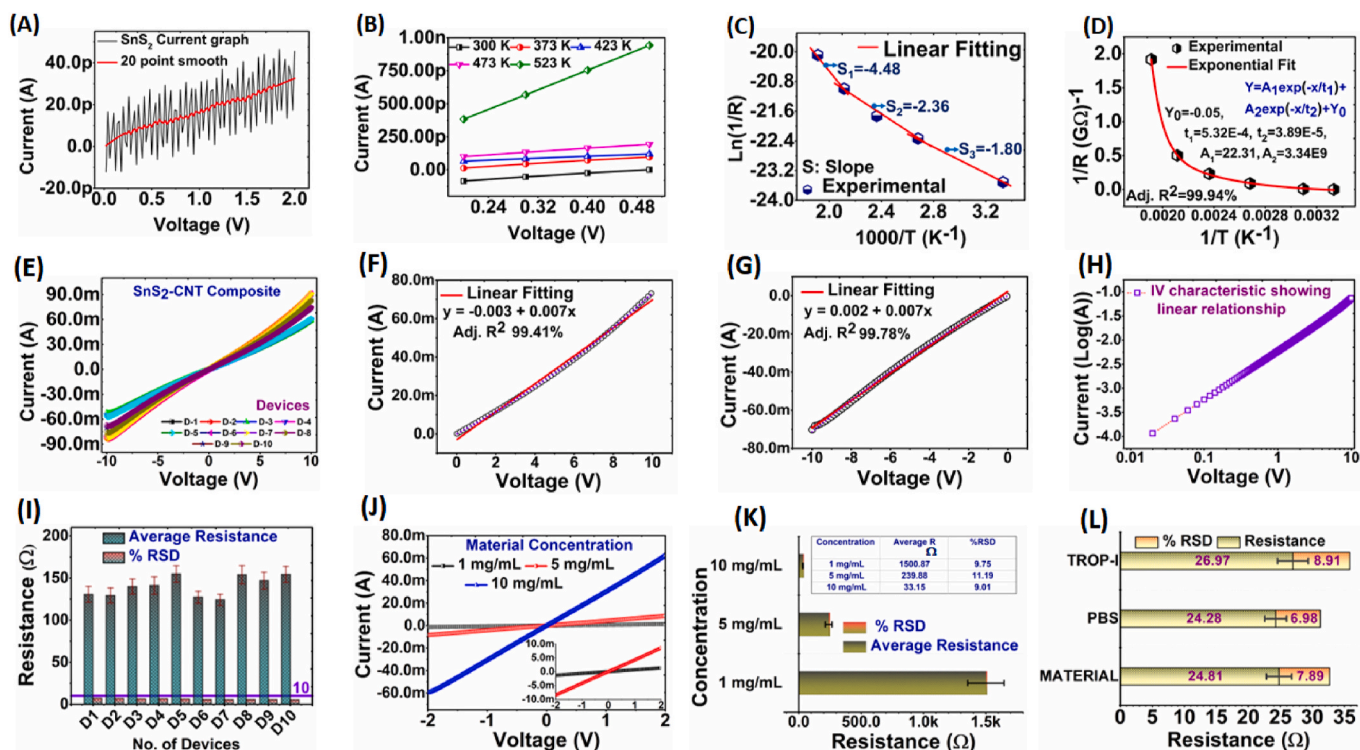 (A)
SnS2 Current graph
20 point smooth
40.0p
20.0p
0.0
-20.0p
Current (A)
0.0 0.4 0.8 1.2 1.6 2.0
Voltage (V)
(B)
300 K 373 K 423 K
473 K 523 K
1.00n
750.00p
500.00p
250.00p
0.00
Current (A)
0.24 0.32 0.40 0.48
Voltage (V)
(C)
Linear Fitting
S1=-4.48
S2=-2.36
S3=-1.80
S: Slope
Experimental
-20.0
-20.8
-21.6
-22.4
-23.2
-24.0
Ln(1/R)
2.0 2.4 2.8 3.2
1000/T (K-1)
(D)
Experimental
Exponential Fit
Y=A1exp(-x/t1)+
A2exp(-x/t2)+Y0
Y0=-0.05,
t1=5.32E-4, t2=3.89E-5,
A1=22.31, A2=3.34E9
Adj. R2=99.94%
2.0
1.5
1.0
0.5
0.0
1/R (GΩ)-1
0.0020 0.0024 0.0028 0.0032
1/T (K-1)
(E)
SnS2-CNT Composite
90.0m
60.0m
30.0m
0.0
-30.0m
-60.0m
-90.0m
Current (A)
Devices
D-1 D-2 D-3 D-4
D-5 D-6 D-7 D-8
D-9 D-10
-10 -5 0 5 10
Voltage (V)
(F)
Linear Fitting
y = -0.003 + 0.007x
Adj. R2 99.41%
80.0m
60.0m
40.0m
20.0m
0.0
Current (A)
0 2 4 6 8 10
Voltage (V)
(G)
Linear Fitting
y = 0.002 + 0.007x
Adj. R2 99.78%
0.0
-20.0m
-40.0m
-60.0m
-80.0m
Current (A)
-10 -8 -6 -4 -2 0
Voltage (V)
(H)
IV characteristic showing
linear relationship
-1.0
-1.5
-2.0
-2.5
-3.0
-3.5
-4.0
Current (Log(A))
0.01 0.1 1 10
Voltage (V)
(I)
Average Resistance
% RSD
200
150
100
50
0
10
Resistance (Ω)
D1 D2 D3 D4 D5 D6 D7 D8 D9 D10
No. of Devices
(J)
Material Concentration
1 mg/mL 5 mg/mL
10 mg/mL
80.0m
60.0m
40.0m
20.0m
0.0
-20.0m
-40.0m
-60.0m
Current (A)
10.0m
5.0m
0.0
-5.0m
-10.0m
-2 -1 0 1 2
-2 -1 0 1 2
Voltage (V)
(K)
Concentration Average R Ω %RSD
1 mg/mL 1500.87 9.75
5 mg/mL 239.88 11.19
10 mg/mL 33.15 9.01
% RSD
Average Resistance
10 mg/mL
5 mg/mL
1 mg/mL
Concentration
0.0 500.0 1.0k 1.5k
Resistance (Ω)
(L)
% RSD Resistance
TROP-I 26.97 8.91
PBS 24.28 6.98
MATERIAL 24.81 7.89
0 5 10 15 20 25 30 35 40
Resistance (Ω)